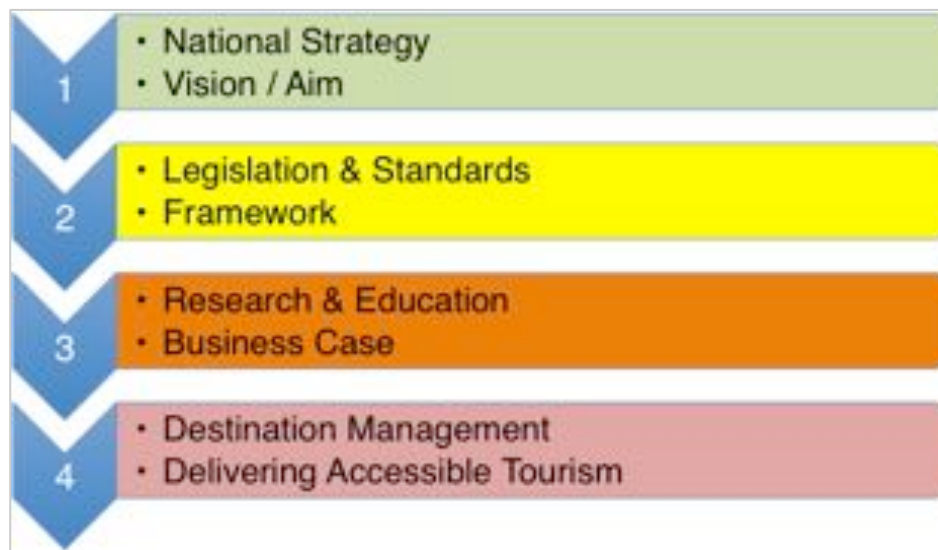 1
• National Strategy
• Vision / Aim
2
• Legislation & Standards
• Framework
3
• Research & Education
• Business Case
4
• Destination Management
• Delivering Accessible Tourism